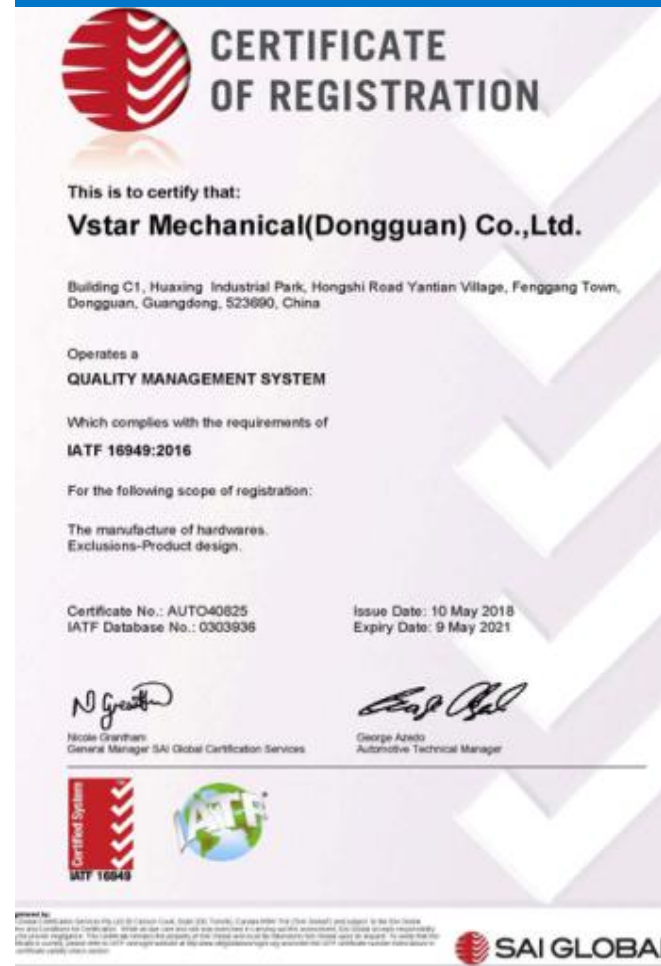 CERTIFICATE
OF REGISTRATION
This is to certify that:
Vstar Mechanical(Dongguan) Co.,Ltd.
Building C1, Huaxing Industrial Park, Hongshi Road Yantian Village, Fenggang Town,
Dongguan, Guangdong, 523690, China
Operates a
QUALITY MANAGEMENT SYSTEM
Which complies with the requirements of
IATF 16949:2016
For the following scope of registration:
The manufacture of hardwares.
Exclusions-Product design.
Certificate No.: AUTO40825
Issue Date: 10 May 2018
IATF Database No.: 0303936
Expiry Date: 9 May 2021
Nicole Grantham
General Manager SAI Global Certification Services
George Azedo
Automotive Technical Manager
Certified System
IATF
IATF 16949
SAI GLOBAL